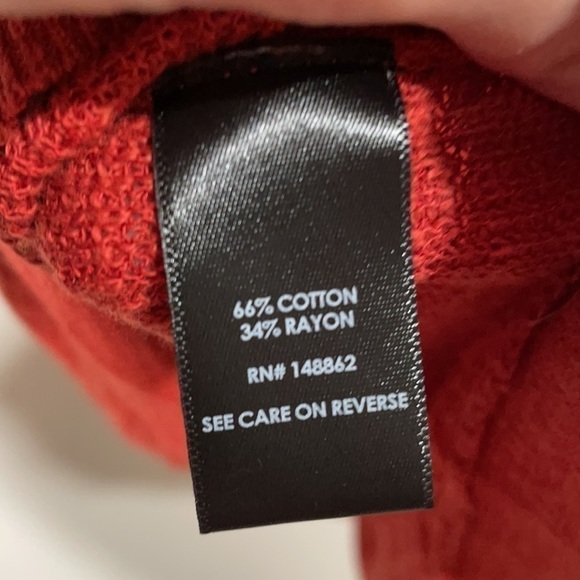 66% COTTON
34% RAYON
RN# 148862
SEE CARE ON REVERSE